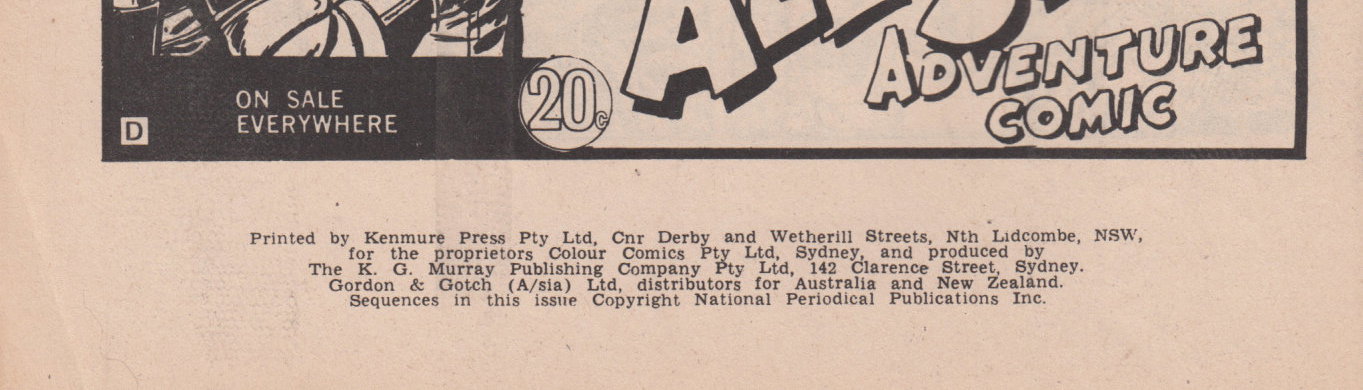 ON SALE
EVERYWHERE
D
20c
ADVENTURE
COMIC
Printed by Kenmure Press Pty Ltd, Cnr Derby and Wetherill Streets, Nth Lidcombe, NSW,
for the proprietors Colour Comics Pty Ltd, Sydney, and produced by
The K. G. Murray Publishing Company Pty Ltd, 142 Clarence Street, Sydney.
Gordon & Gotch (A/sia) Ltd, distributors for Australia and New Zealand.
Sequences in this issue Copyright National Periodical Publications Inc.